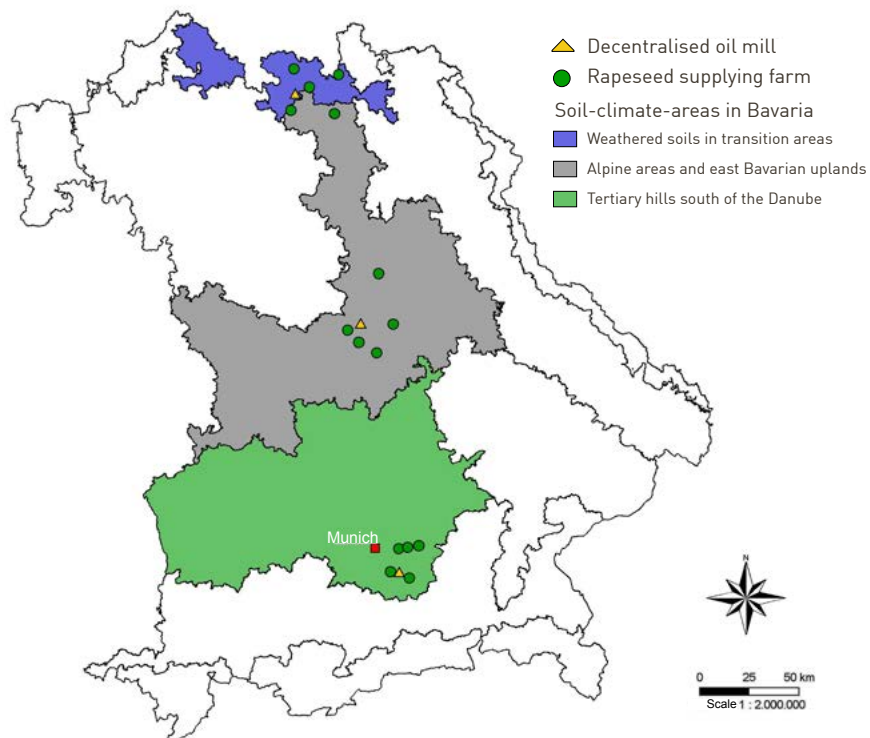 Decentralised oil mill
Rapeseed supplying farm
Soil-climate-areas in Bavaria
Weathered soils in transition areas
Alpine areas and east Bavarian uplands
Tertiary hills south of the Danube
Munich
N
0 25 50 km
Scale 1 : 2.000.000